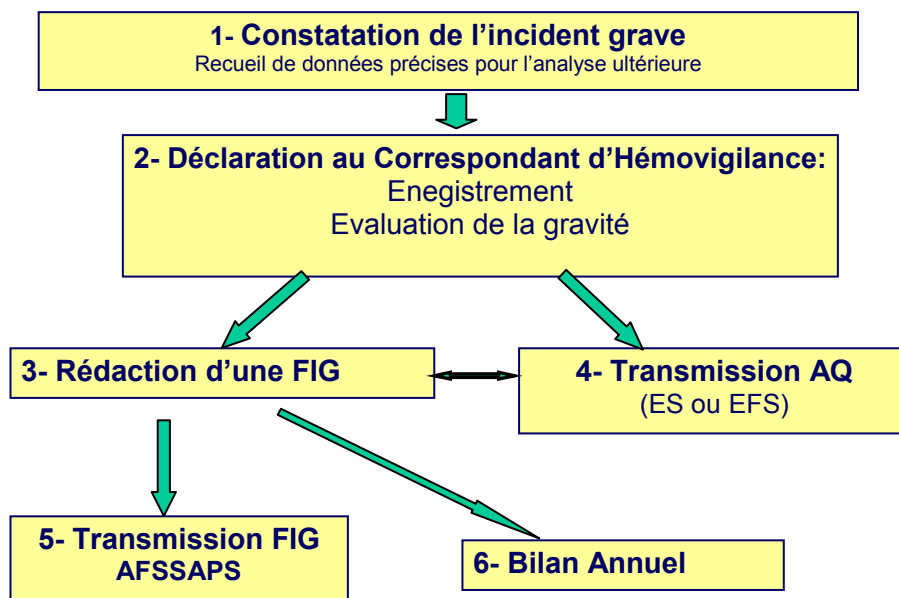 1- Constatation de l'incident grave
Recueil de données précises pour l'analyse ultérieure
2- Déclaration au Correspondant d'Hémovigilance:
Enégistrement
Evaluation de la gravité
3- Rédaction d'une FIG
4- Transmission AQ
(ES ou EFS)
5- Transmission FIG
AFSSAPS
6- Bilan Annuel